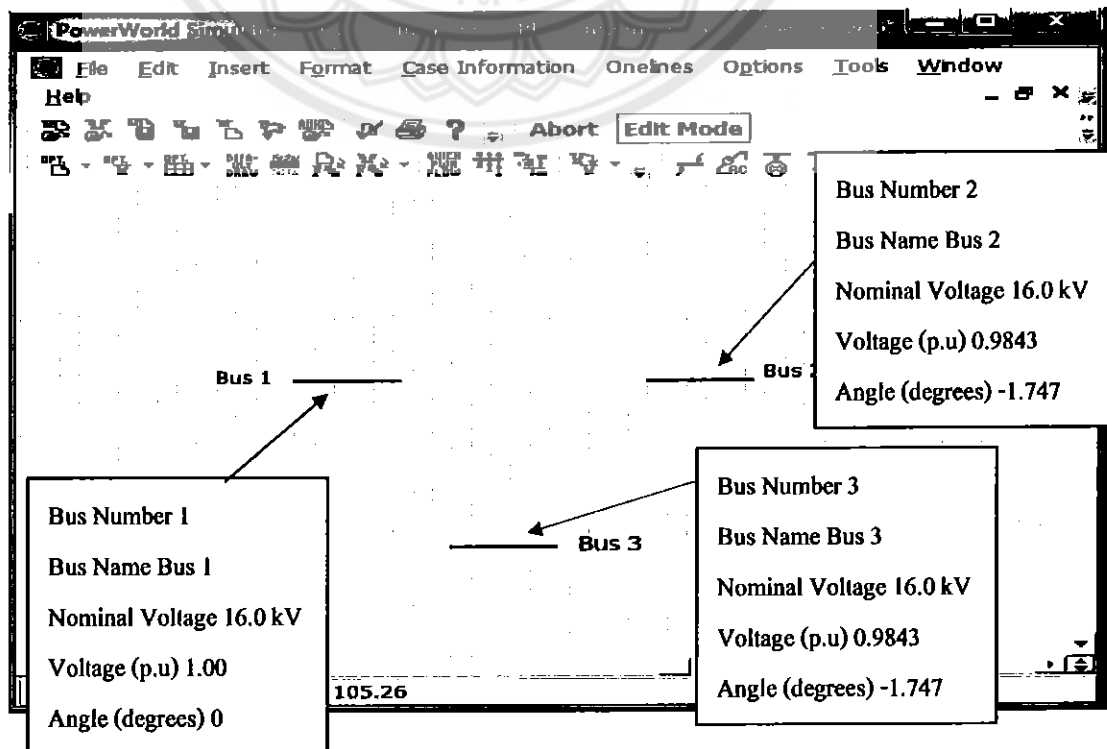 PowerWorld
File Edit Insert Format Case Information Onelines Options Tools Window
Help
Abort Edit Mode
Bus Number 2
Bus Name Bus 2
Nominal Voltage 16.0 kV
Voltage (p.u) 0.9843
Angle (degrees) -1.747
Bus 1
Bus
Bus Number 3
Bus Name Bus 3
Nominal Voltage 16.0 kV
Voltage (p.u) 0.9843
Angle (degrees) -1.747
Bus 3
Bus Number 1
Bus Name Bus 1
Nominal Voltage 16.0 kV
Voltage (p.u) 1.00
Angle (degrees) 0
105.26